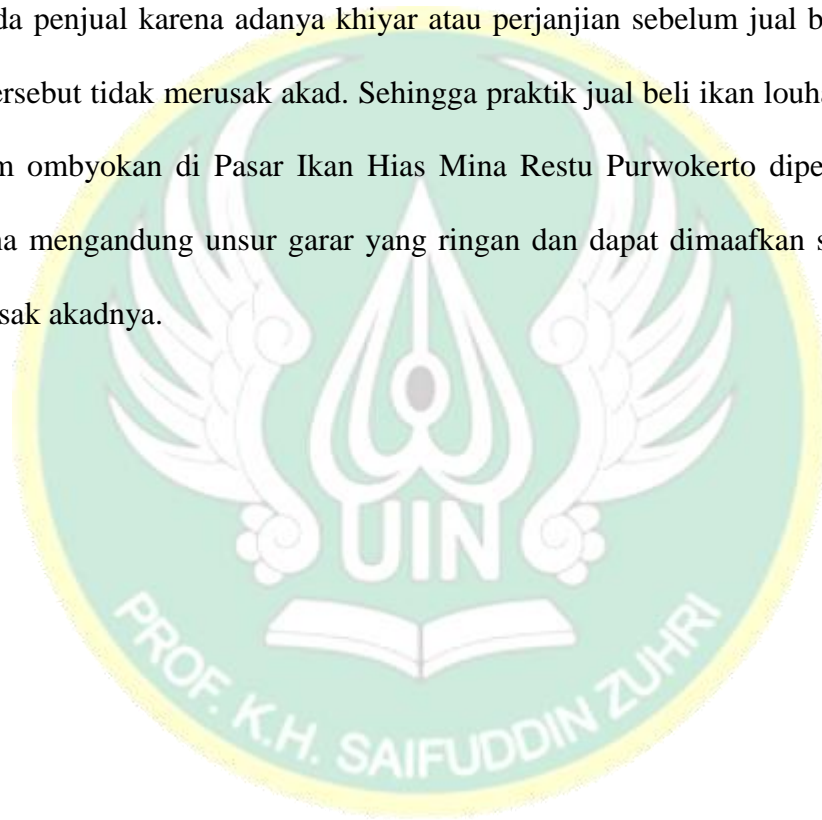 da penjual karena adanya khiyar atau perjanjian sebelum jual b
ersebut tidak merusak akad. Sehingga praktik jual beli ikan louha
m ombyokan di Pasar Ikan Hias Mina Restu Purwokerto dipe
na mengandung unsur garar yang ringan dan dapat dimaafkan s
sak akadnya.
UIN
PROF. K.H. SAIFUDDIN ZUHRI